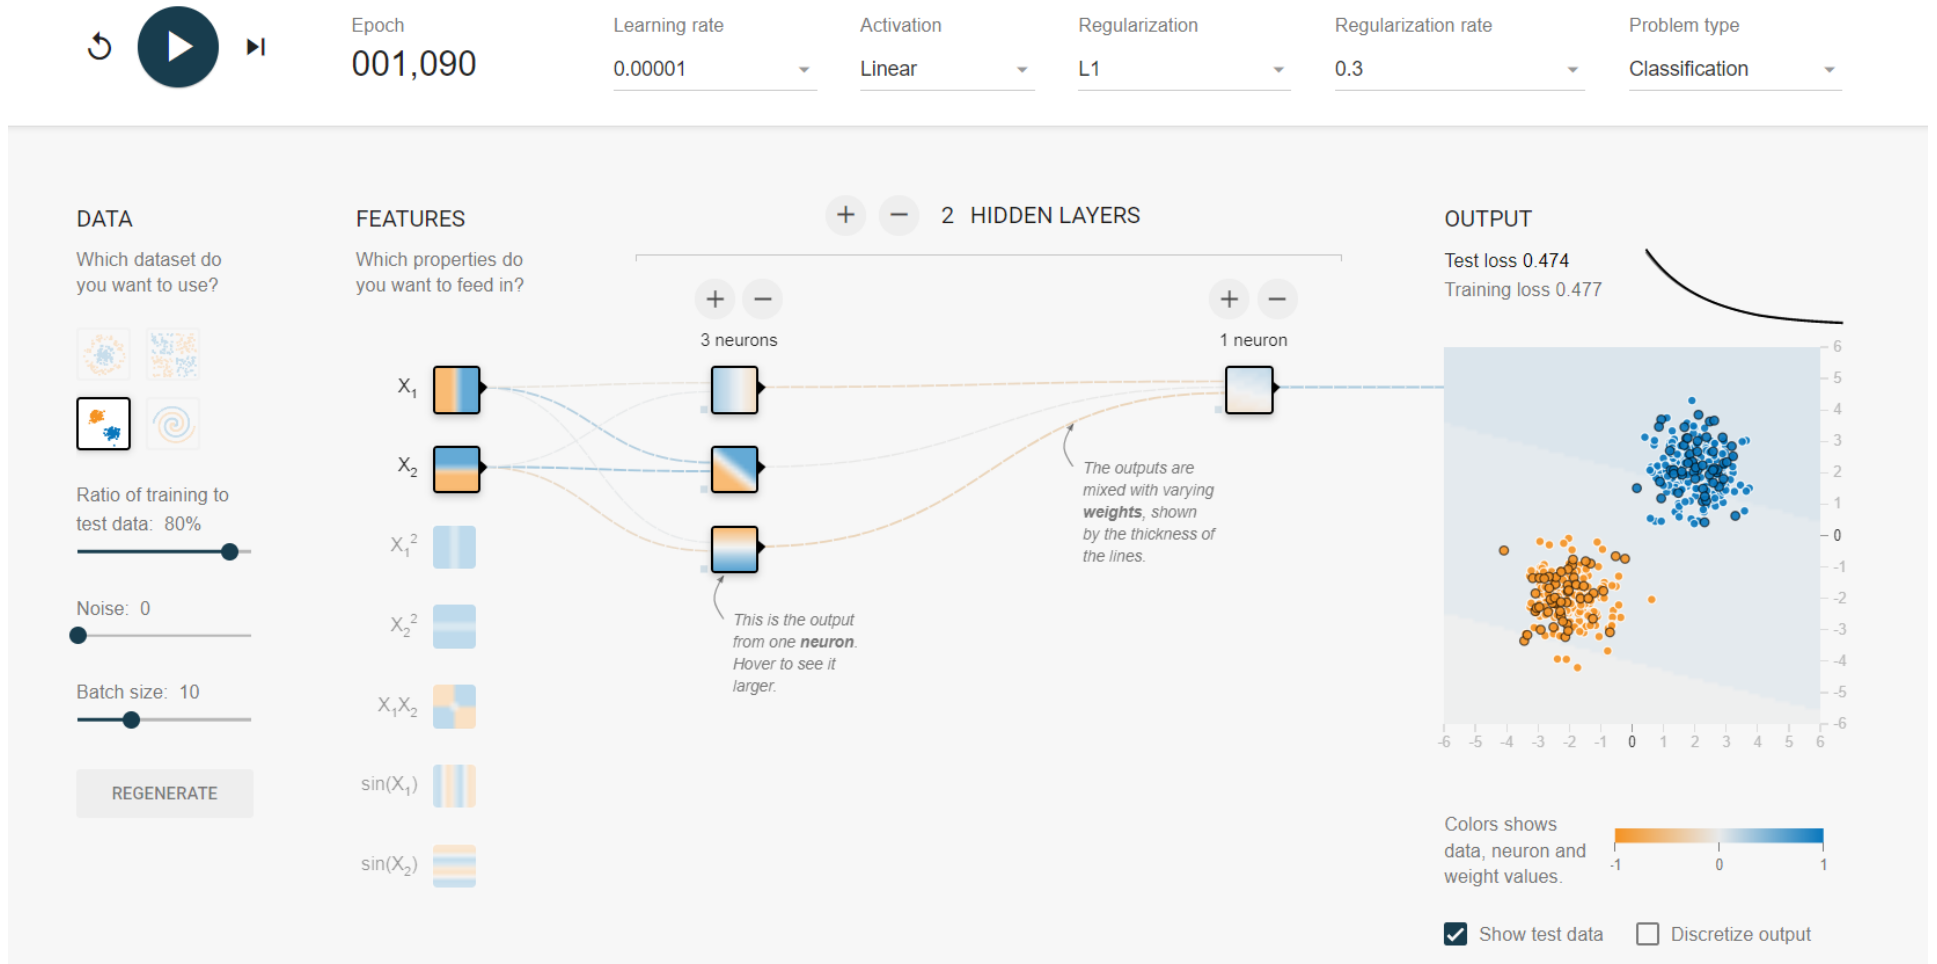 Epoch
001,090
Learning rate
0.00001
Activation
Linear
Regularization
L1
Regularization rate
0.3
Problem type
Classification
DATA
Which dataset do
you want to use?
Ratio of training to
test data: 80%
Noise: 0
Batch size: 10
REGENERATE
FEATURES
Which properties do
you want to feed in?
X1
X2
X1²
X2²
X1X2
sin(X1)
sin(X2)
+ − 2 HIDDEN LAYERS
+ −
3 neurons
+ −
1 neuron
The outputs are
mixed with varying
weights, shown
by the thickness of
the lines.
This is the output
from one neuron.
Hover to see it
larger.
OUTPUT
Test loss 0.474
Training loss 0.477
6
5
4
3
2
1
0
-1
-2
-3
-4
-5
-6
-6 -5 -4 -3 -2 -1 0 1 2 3 4 5 6
Colors shows
data, neuron and
weight values.
-1 0 1
Show test data
Discretize output